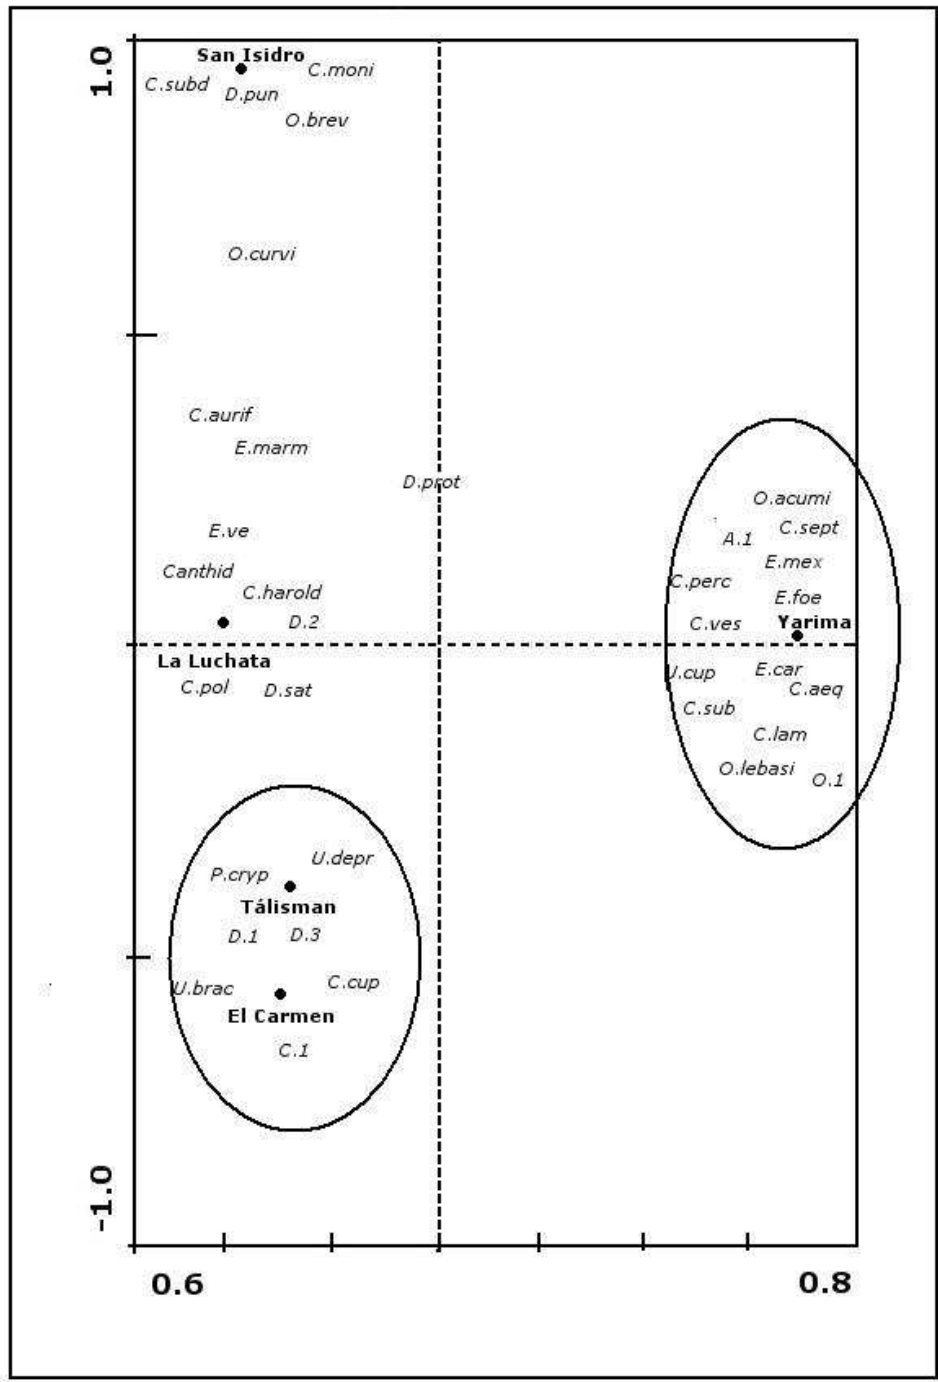 1.0
San Isidro
C.moni
C.subd
D.pun
O.brev
O.curvi
C.aurif
E.marm
D.prot
O.acumi
C.sept
E.ve
A.1
E.mex
Canthid
C.perc
C.harold
E.foe
D.2
C.ves
Yarima
La Luchata
E.car
C.pol
D.sat
C.aeq
C.sub
C.lam
O.lebasi
O.1
U.depr
P.cryp
Tálisman
D.1
D.3
U.brac
C.cup
El Carmen
C.1
-1.0
0.6
0.8